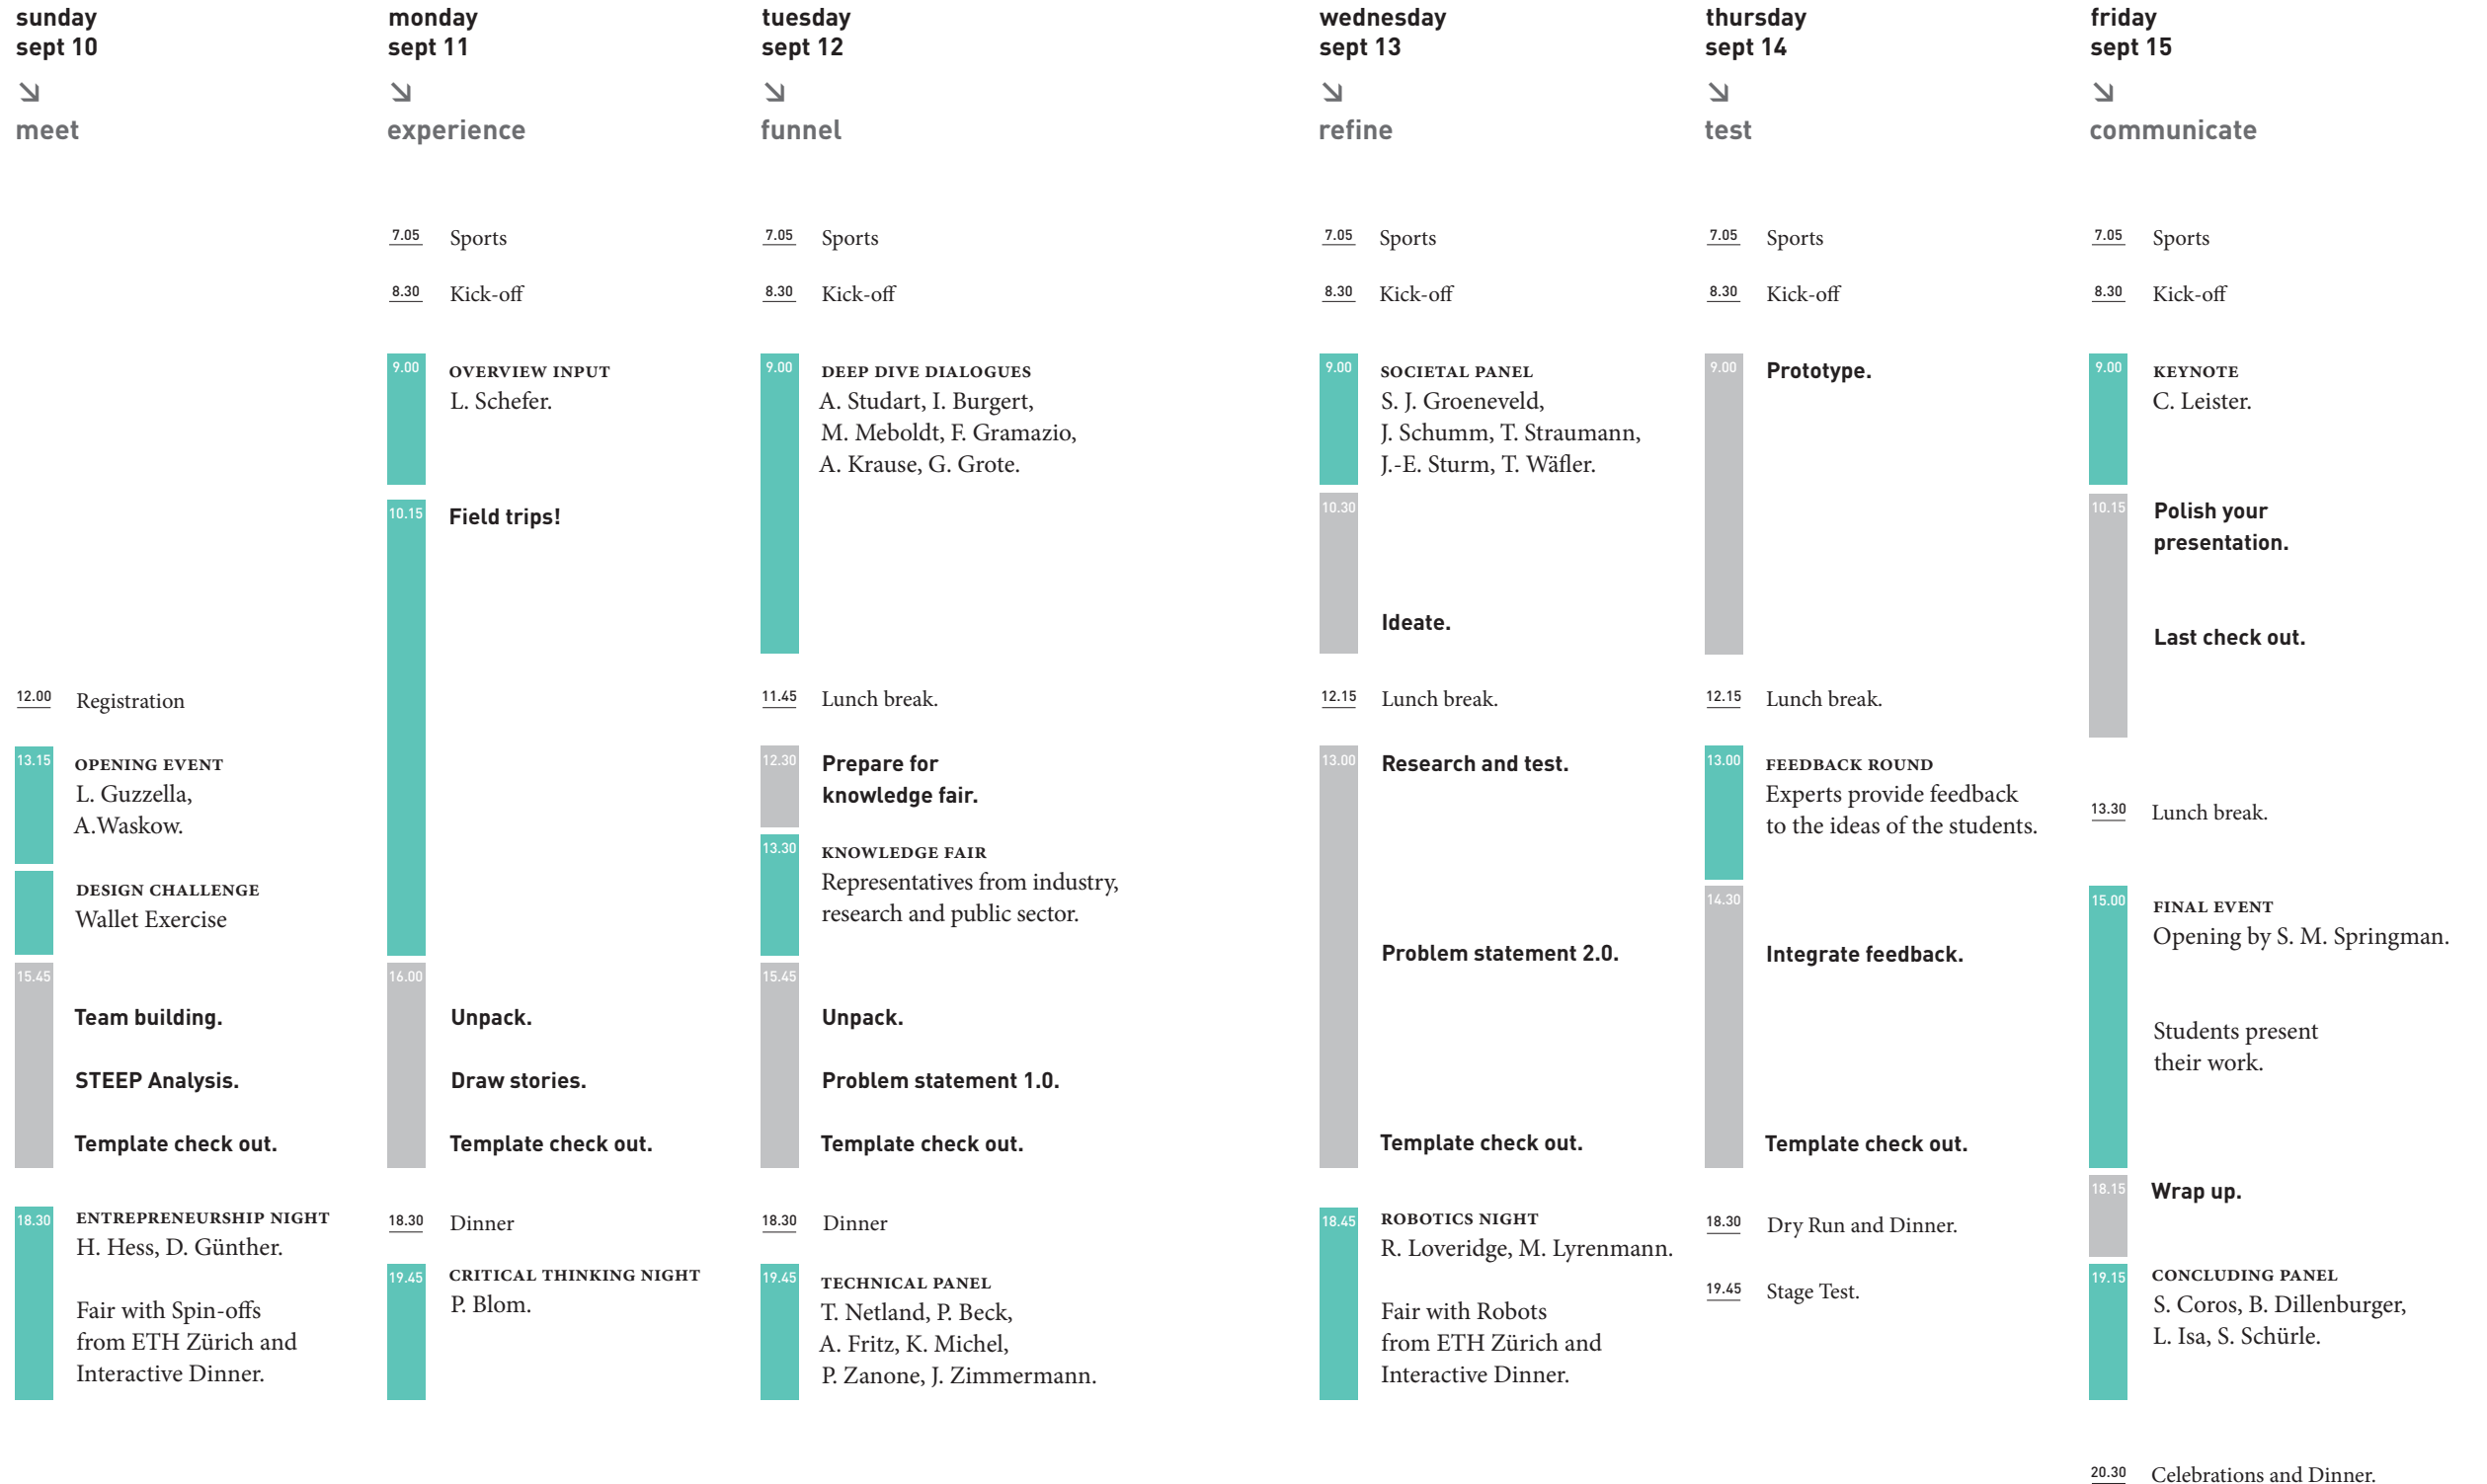 sunday
sept 10
meet
12.00 Registration
13.15 OPENING EVENT
L. Guzzella,
A.Waskow.
DESIGN CHALLENGE
Wallet Exercise
15.45
Team building.
STEEP Analysis.
Template check out.
18.30 ENTREPRENEURSHIP NIGHT
H. Hess, D. Günther.
Fair with Spin-offs
from ETH Zürich and
Interactive Dinner.
monday
sept 11
experience
7.05 Sports
8.30 Kick-off
9.00 OVERVIEW INPUT
L. Schefer.
10.15 Field trips!
16.00
Unpack.
Draw stories.
Template check out.
18.30 Dinner
19.45 CRITICAL THINKING NIGHT
P. Blom.
tuesday
sept 12
funnel
7.05 Sports
8.30 Kick-off
9.00 DEEP DIVE DIALOGUES
A. Studart, I. Burgert,
M. Meboldt, F. Gramazio,
A. Krause, G. Grote.
11.45 Lunch break.
12.30 Prepare for
knowledge fair.
13.30 KNOWLEDGE FAIR
Representatives from industry,
research and public sector.
15.45
Unpack.
Problem statement 1.0.
Template check out.
18.30 Dinner
19.45 TECHNICAL PANEL
T. Netland, P. Beck,
A. Fritz, K. Michel,
P. Zanone, J. Zimmermann.
wednesday
sept 13
refine
7.05 Sports
8.30 Kick-off
9.00 SOCIETAL PANEL
S. J. Groeneveld,
J. Schumm, T. Straumann,
J.-E. Sturm, T. Wäfler.
10.30
Ideate.
12.15 Lunch break.
13.00 Research and test.
Problem statement 2.0.
Template check out.
18.45 ROBOTICS NIGHT
R. Loveridge, M. Lyrenmann.
Fair with Robots
from ETH Zürich and
Interactive Dinner.
thursday
sept 14
test
7.05 Sports
8.30 Kick-off
9.00 Prototype.
12.15 Lunch break.
13.00 FEEDBACK ROUND
Experts provide feedback
to the ideas of the students.
14.30
Integrate feedback.
Template check out.
18.30 Dry Run and Dinner.
19.45 Stage Test.
friday
sept 15
communicate
7.05 Sports
8.30 Kick-off
9.00 KEYNOTE
C. Leister.
10.15 Polish your
presentation.
Last check out.
13.30 Lunch break.
15.00 FINAL EVENT
Opening by S. M. Springman.
Students present
their work.
18.15 Wrap up.
19.15 CONCLUDING PANEL
S. Coros, B. Dillenburger,
L. Isa, S. Schürle.
20.30 Celebrations and Dinner.